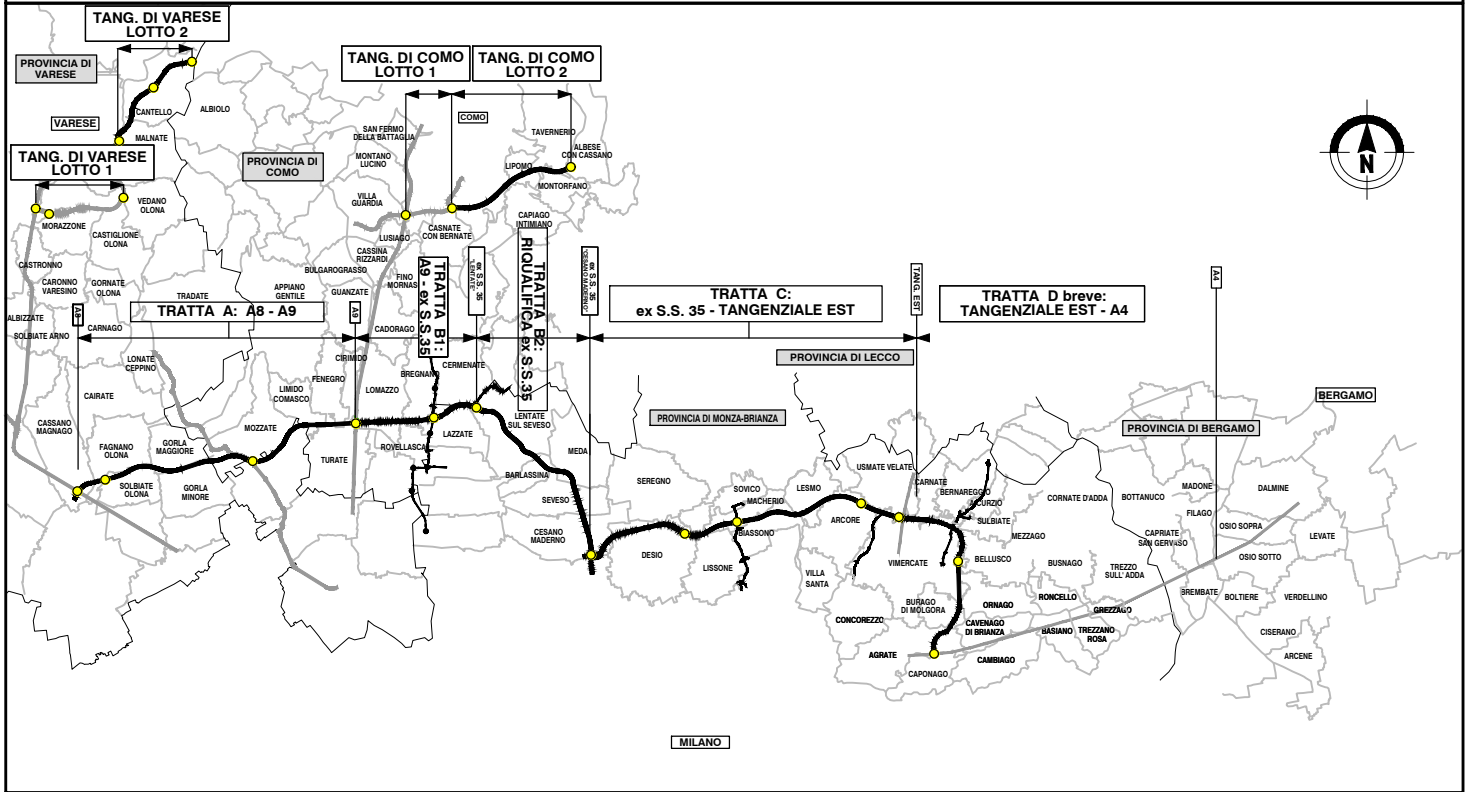 TANG. DI VARESE
LOTTO 2
PROVINCIA DI
VARESE
CANTELLO
ALBIOLO
VARESE
MALNATE
TANG. DI VARESE
LOTTO 1
VEDANO
OLONA
MORAZZONE
CASTIGLIONE
OLONA
PROVINCIA DI
COMO
TANG. DI COMO
LOTTO 1
TANG. DI COMO
LOTTO 2
COMO
SAN FERMO
DELLA BATTAGLIA
MONTANO
LUCINO
VILLA
GUARDIA
TAVERNERIO
ALBESE
CON CASSANO
LIPOMO
MONTORFANO
CAPIAGO
INTIMIANO
CASNATE
CON BERNATE
LUSIAGO
CASSINA
RIZZARDI
BULGAROGRASSO
FINO
MORNAS
GUANZATE
APPIANO
GENTILE
CASTRONNO
CARONNO
VARESINO
GORNATE
OLONA
TRADATE
ALBIZZATE
SOLBIATE ARNO
CARNAGO
A8
TRATTA A: A8 - A9
A9
TRATTA B1:
A9 - ex S.S.35
ex S.S. 35
"LENTATE"
TRATTA B2:
RIQUALIFICA ex S.S.35
ex S.S. 35
"CESANO MADERNO"
TRATTA C:
ex S.S. 35 - TANGENZIALE EST
TANG. EST
TRATTA D breve:
TANGENZIALE EST - A4
A4
N
CADORAGO
CIRIMIDO
LONATE
CEPPINO
FENEGRO
LIMIDO
COMASCO
LOMAZZO
BREGNANO
CERMENATE
CAIRATE
CASSANO
MAGNAGO
FAGNANO
OLONA
GORLA
MAGGIORE
MOZZATE
SOLBIATE
OLONA
GORLA
MINORE
TURATE
ROVELLASCA
LAZZATE
LENTATE
SUL SEVESO
BARLASSINA
MEDA
SEVESO
CESANO
MADERNO
PROVINCIA DI LECCO
PROVINCIA DI MONZA-BRIANZA
PROVINCIA DI BERGAMO
BERGAMO
SEREGNO
DESIO
SOVICO
MACHERIO
BIASSONO
LISSONE
LESMO
ARCORE
USMATE VELATE
CARNATE
BERNAREGGIO
SULBIATE
MEZZAGO
VIMERCATE
BELLUSCO
VILLA
SANTA
CORNATE D'ADDA
BOTTANUCO
MADONE
FILAGO
DALMINE
OSIO SOPRA
CAPRIATE
SAN GERVASO
OSIO SOTTO
LEVATE
BUSNAGO
TREZZO
SULL' ADDA
BREMBATE
BOLTIERE
VERDELLINO
CISERANO
ARCENE
CONCOREZZO
BURAGO
DI MOLGORA
ORNAGO
RONCELLO
GREZZAGO
CAVENAGO
DI BRIANZA
BASIANO
TREZZANO
ROSA
AGRATE
CAMBIAGO
CAPONAGO
MILANO